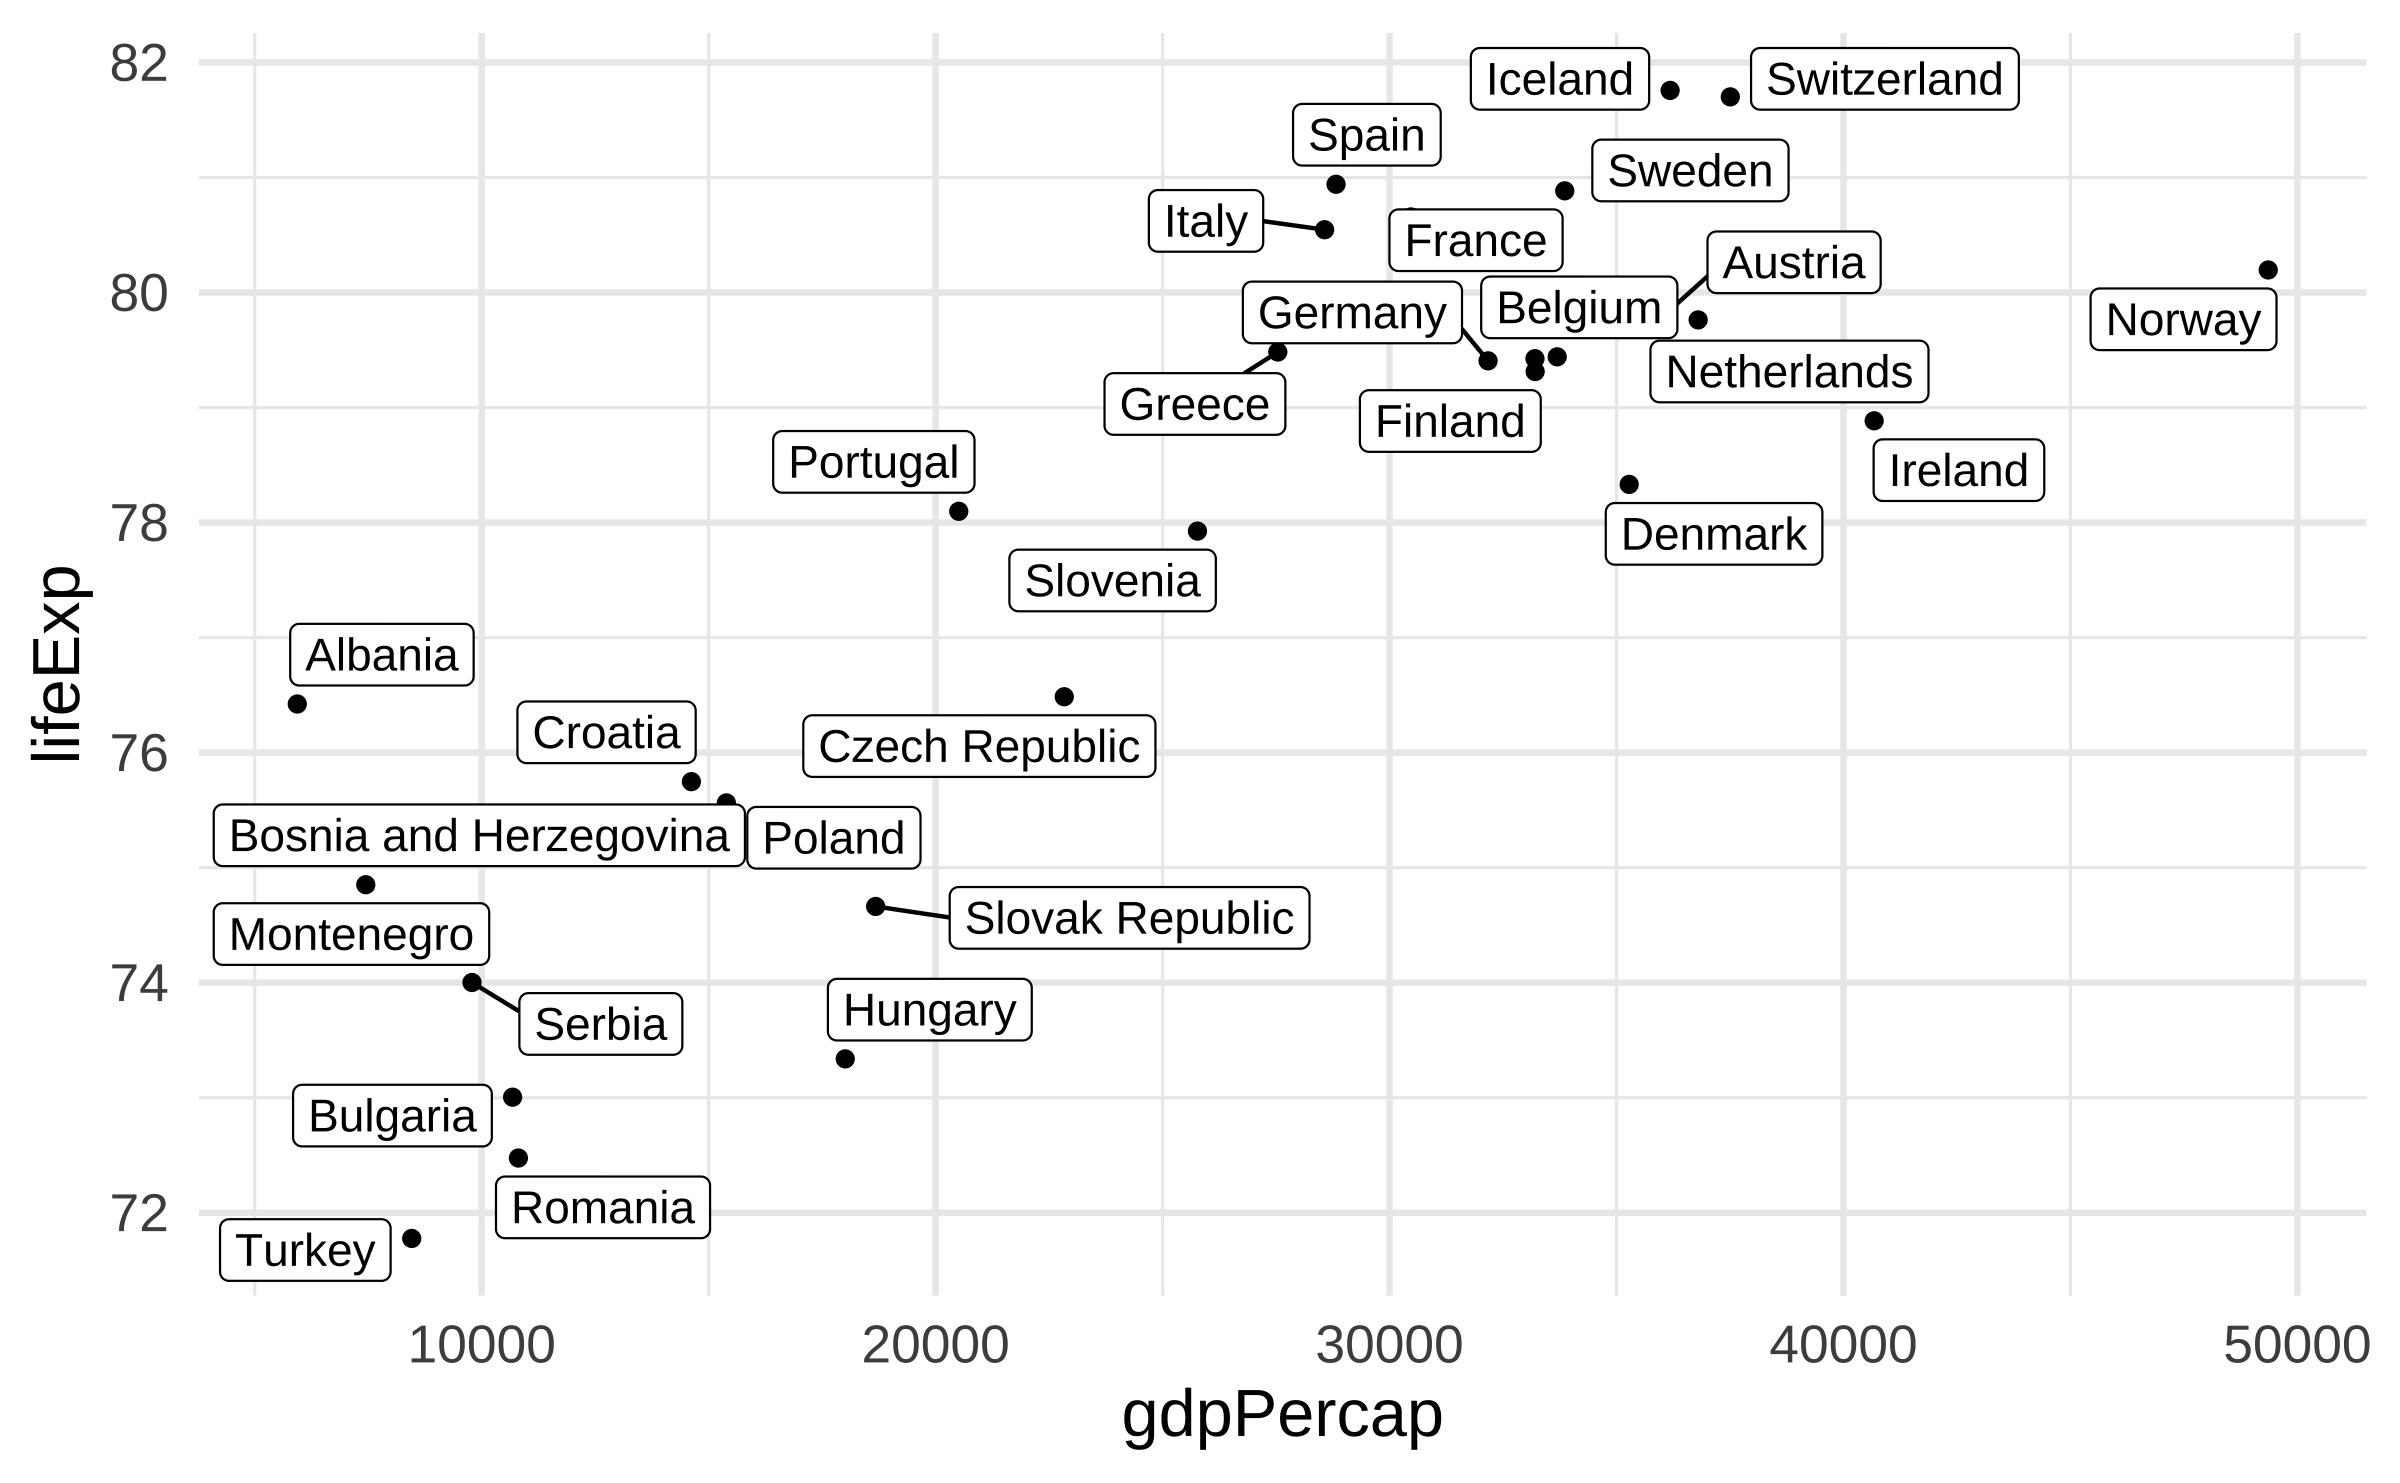 82
Iceland
Switzerland
Spain
Sweden
Italy
France
Austria
80
Germany
Belgium
Norway
Netherlands
Greece
Finland
Portugal
Ireland
78
Denmark
Slovenia
lifeExp
Albania
Croatia
76
Czech Republic
Bosnia and Herzegovina
Poland
Slovak Republic
Montenegro
74
Hungary
Serbia
Bulgaria
Romania
72
Turkey
10000 20000 30000 40000 50000
gdpPercap